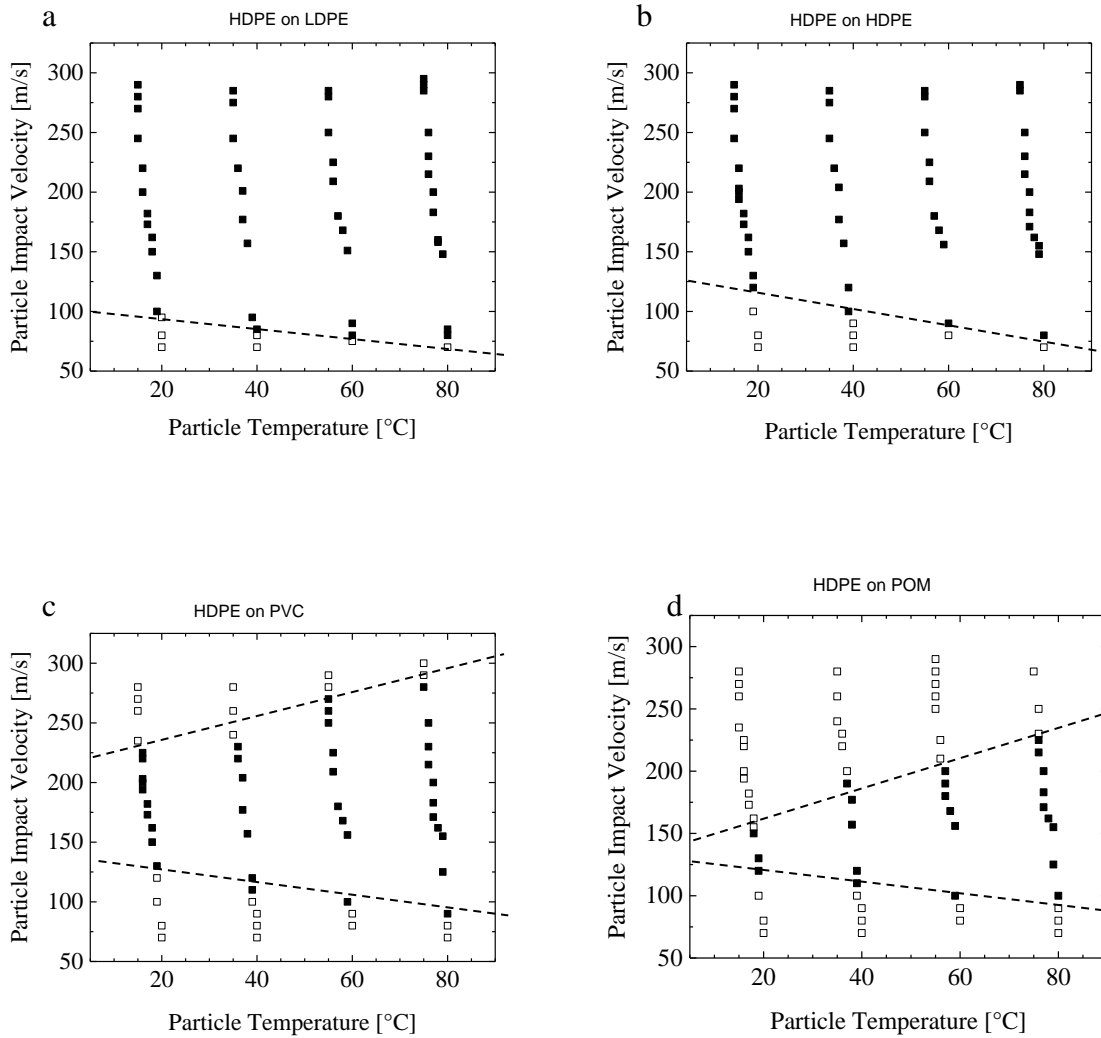 a
HDPE on LDPE
Particle Impact Velocity [m/s]
300
250
200
150
100
50
20
40
60
80
Particle Temperature [°C]
b
HDPE on HDPE
Particle Impact Velocity [m/s]
300
250
200
150
100
50
20
40
60
80
Particle Temperature [°C]
c
HDPE on PVC
Particle Impact Velocity [m/s]
300
250
200
150
100
50
20
40
60
80
Particle Temperature [°C]
d
HDPE on POM
Particle Impact Velocity [m/s]
300
250
200
150
100
50
20
40
60
80
Particle Temperature [°C]